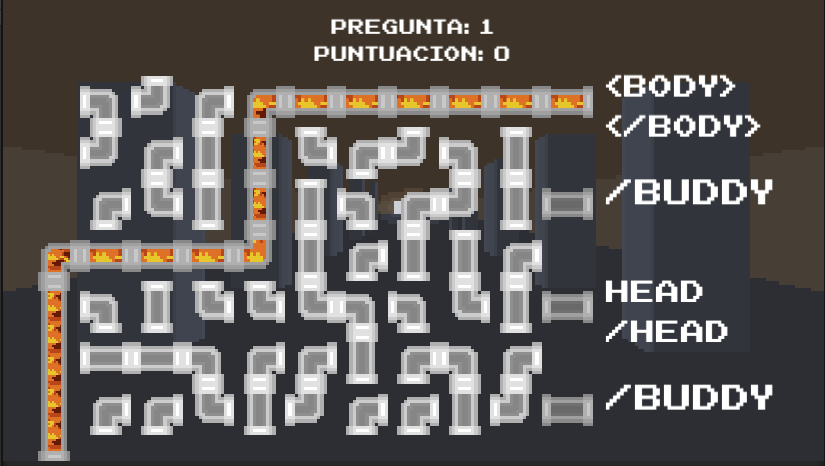 PREGUNTA: 1
PUNTUACION: 0
<BODY>
</BODY>
/BUDDY
HEAD
/HEAD
/BUDDY